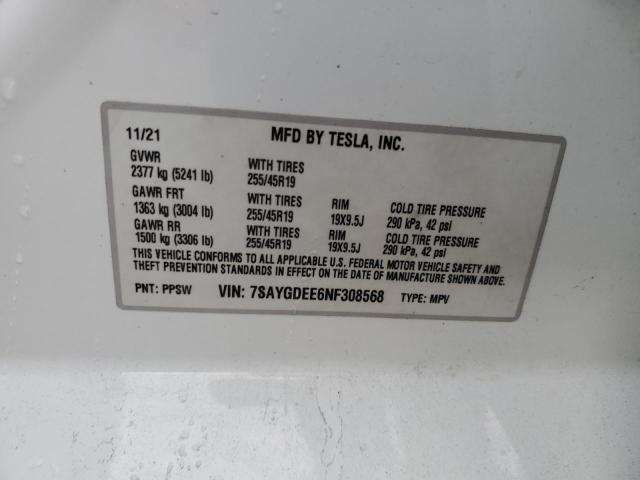 11/21 MFD BY TESLA, INC.
GVWR
2377 kg (5241 lb) WITH TIRES 255/45R19
GAWR FRT
1363 kg (3004 lb) WITH TIRES 255/45R19 RIM 19X9.5J COLD TIRE PRESSURE 290 kPa, 42 psi
GAWR RR
1500 kg (3306 lb) WITH TIRES 255/45R19 RIM 19X9.5J COLD TIRE PRESSURE 290 kPa, 42 psi
THIS VEHICLE CONFORMS TO ALL APPLICABLE U.S. FEDERAL MOTOR VEHICLE SAFETY AND
THEFT PREVENTION STANDARDS IN EFFECT ON THE DATE OF MANUFACTURE SHOWN ABOVE.
PNT: PPSW VIN: 7SAYGDEE6NF308568 TYPE: MPV